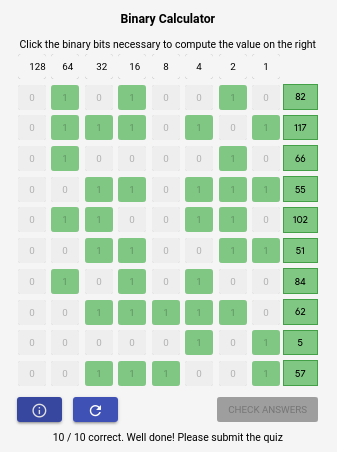 Binary Calculator
Click the binary bits necessary to compute the value on the right
128 64 32 16 8 4 2 1
0 1 0 1 0 0 1 0 82
0 1 1 1 0 1 0 1 117
0 1 0 0 0 0 1 0 66
0 0 1 1 0 1 1 1 55
0 1 1 0 0 1 1 0 102
0 0 1 1 0 0 1 1 51
0 1 0 1 0 1 0 0 84
0 0 1 1 1 1 1 0 62
0 0 0 0 0 1 0 1 5
0 0 1 1 1 0 0 1 57
CHECK ANSWERS
10 / 10 correct. Well done! Please submit the quiz